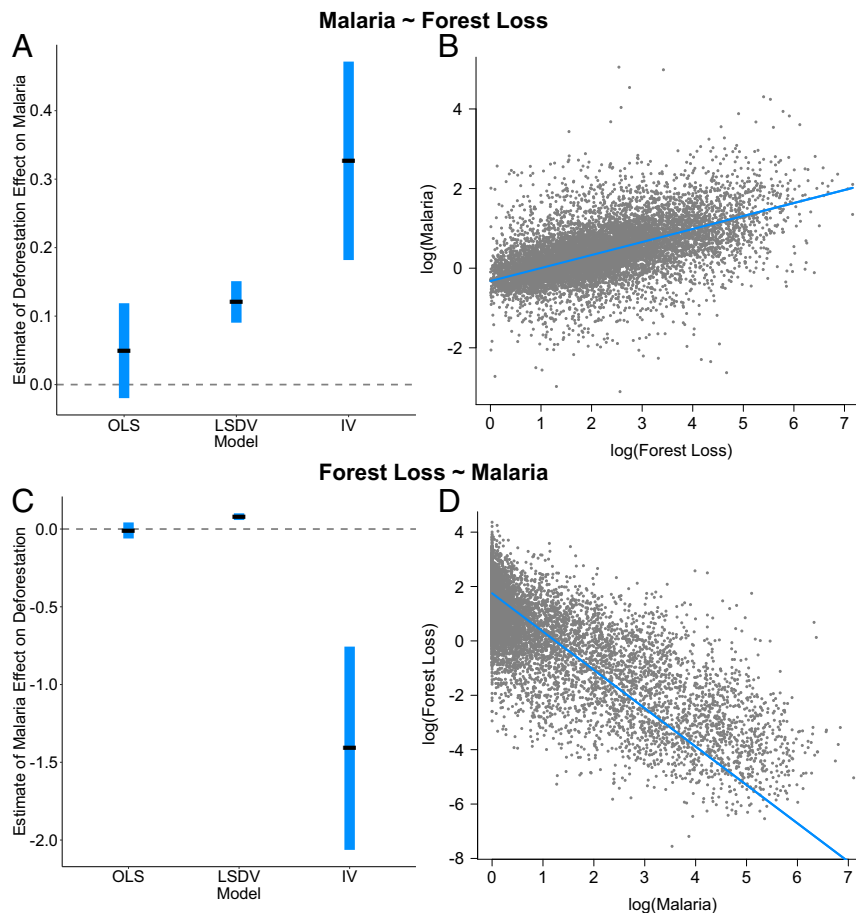 Malaria ~ Forest Loss
A
Estimate of Deforestation Effect on Malaria
0.4
0.3
0.2
0.1
0.0
OLS LSDV IV
Model
B
log(Malaria)
4
2
0
-2
0 1 2 3 4 5 6 7
log(Forest Loss)
Forest Loss ~ Malaria
C
Estimate of Malaria Effect on Deforestation
0.0
-0.5
-1.0
-1.5
-2.0
OLS LSDV IV
Model
D
log(Forest Loss)
4
2
0
-2
-4
-6
-8
0 1 2 3 4 5 6 7
log(Malaria)